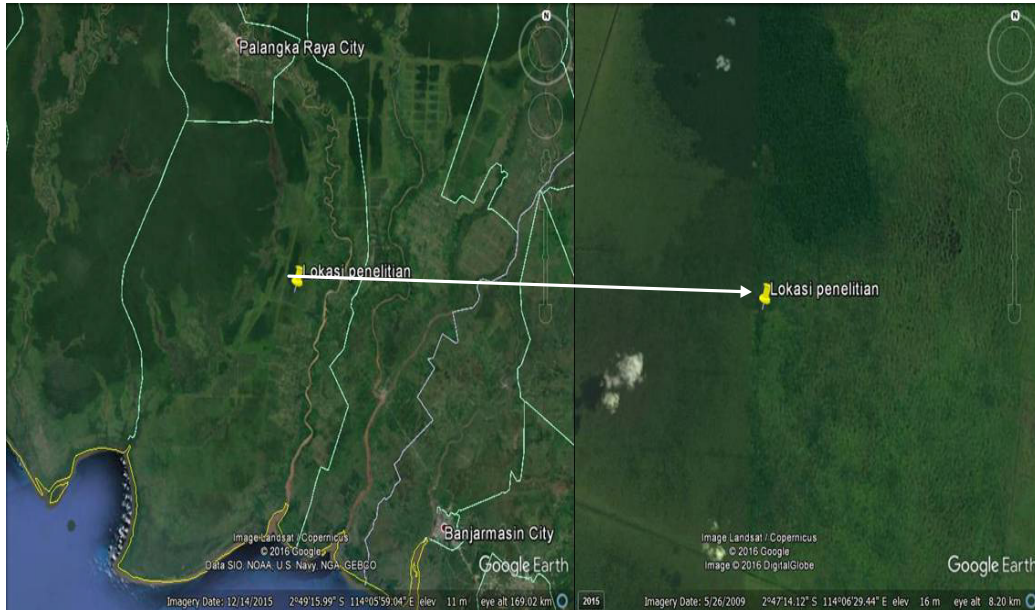 N
Palangka Raya City
Lokasi penelitian
Banjarmasin City
Image Landsat / Copernicus
© 2016 Google
Data SIO, NOAA, U.S. Navy, NGA, GEBCO
Google Earth
Imagery Date: 12/14/2015 2°49'15.99" S 114°05'59.04" E elev 11 m eye alt 169.02 km
N
Lokasi penelitian
Image Landsat / Copernicus
© 2016 Google
Image © 2016 DigitalGlobe
Google Earth
2015 Imagery Date: 5/26/2009 2°47'14.12" S 114°06'29.44" E elev 16 m eye alt 8.20 km